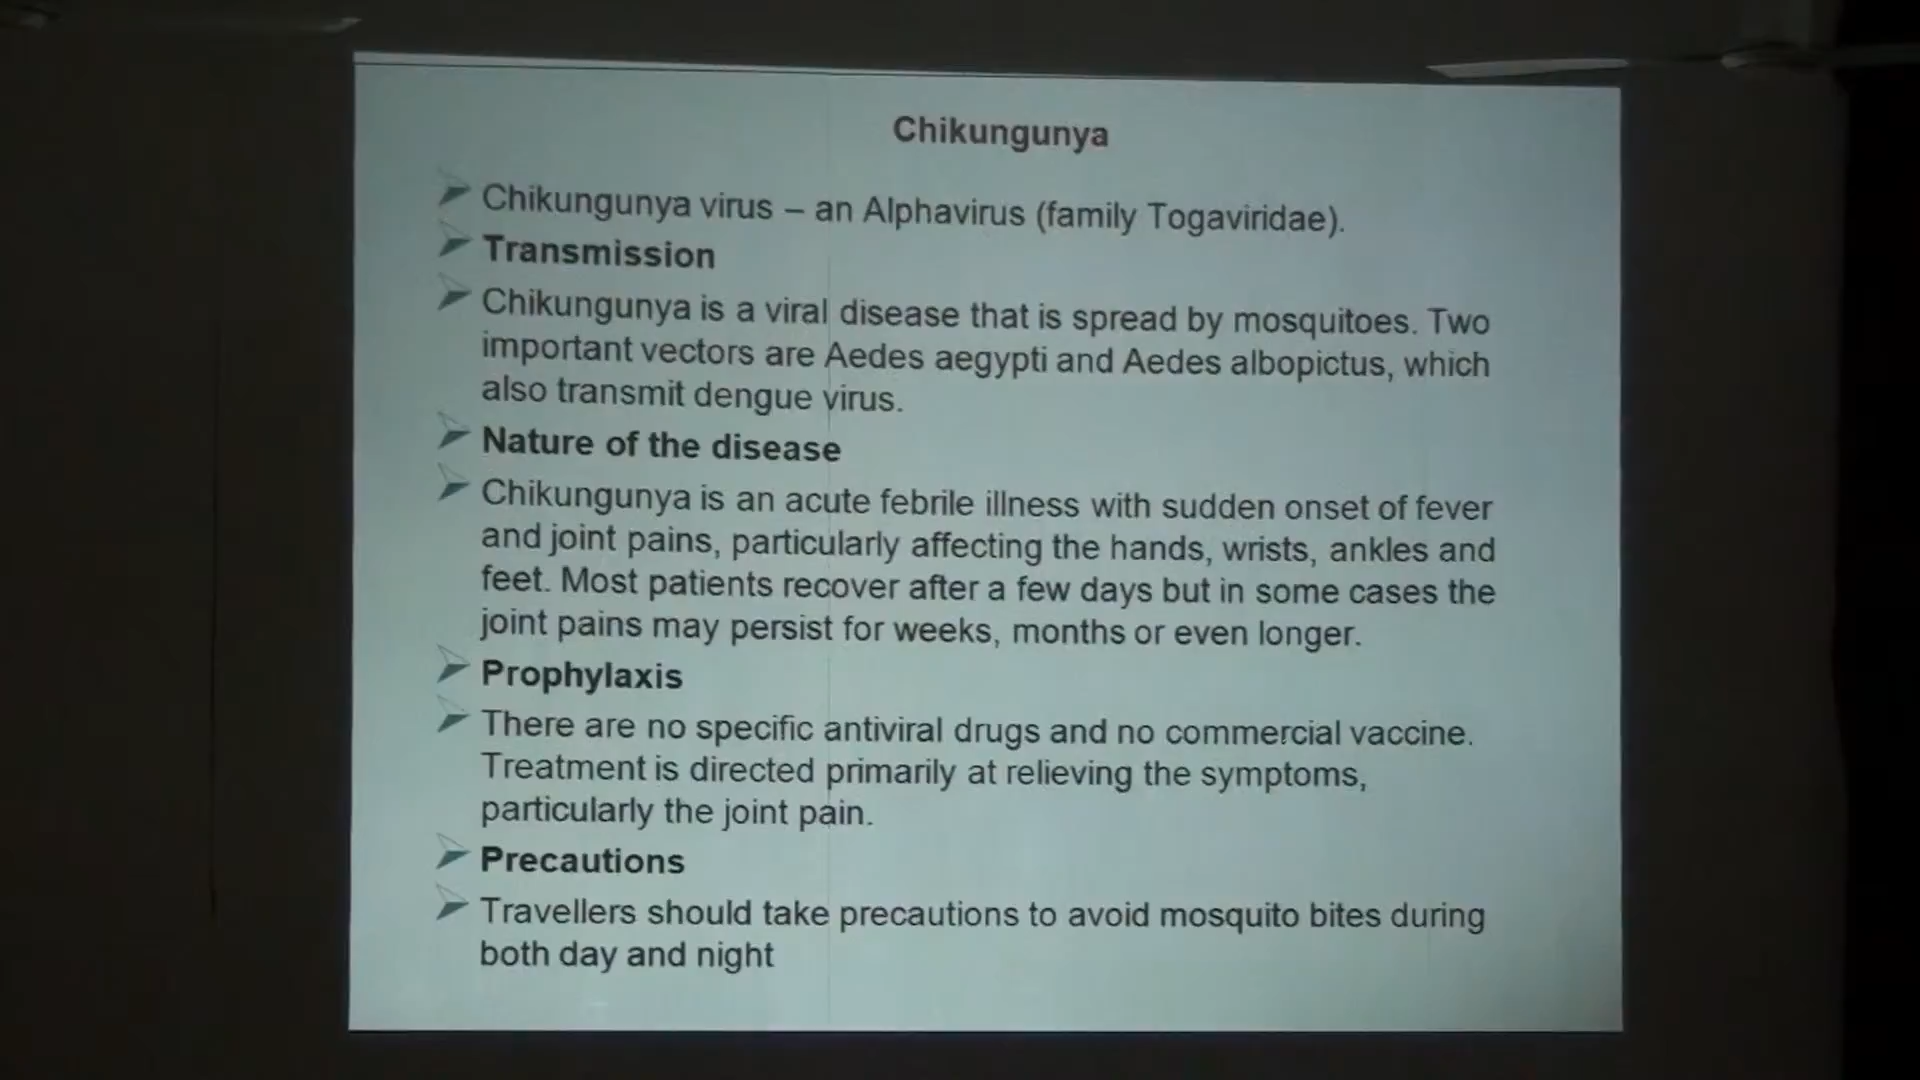 Chikungunya
Chikungunya virus – an Alphavirus (family Togaviridae).
Transmission
Chikungunya is a viral disease that is spread by mosquitoes. Two
important vectors are Aedes aegypti and Aedes albopictus, which
also transmit dengue virus.
Nature of the disease
Chikungunya is an acute febrile illness with sudden onset of fever
and joint pains, particularly affecting the hands, wrists, ankles and
feet. Most patients recover after a few days but in some cases the
joint pains may persist for weeks, months or even longer.
Prophylaxis
There are no specific antiviral drugs and no commercial vaccine.
Treatment is directed primarily at relieving the symptoms,
particularly the joint pain.
Precautions
Travellers should take precautions to avoid mosquito bites during
both day and night